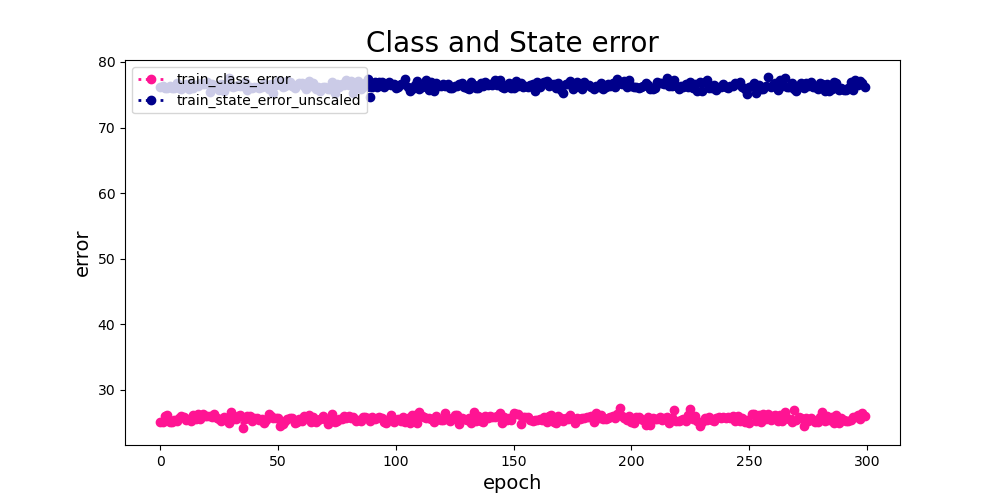 Class and State error
train_class_error
train_state_error_unscaled
error
80
70
60
50
40
30
0 50 100 150 200 250 300
epoch